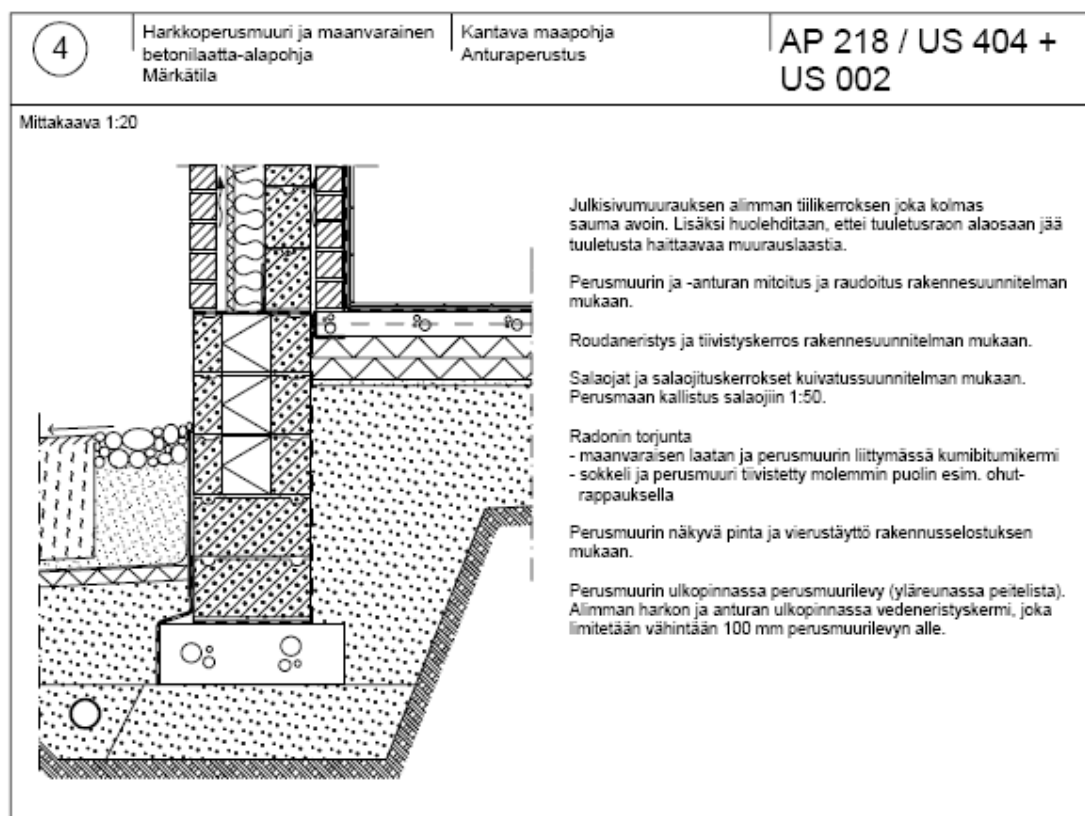 4
Harkkoperusmuuri ja maanvarainen
betonilaatta-alapohja
Märkätila
Kantava maapohja
Anturaperustus
AP 218 / US 404 +
US 002
Mittakaava 1:20
Julkisivumuurauksen alimman tiilikerroksen joka kolmas
sauma avoin. Lisäksi huolehditaan, ettei tuuletusraon alaosaan jää
tuuletusta haittaavaa muurauslaastia.
Perusmuurin ja -anturan mitoitus ja raudoitus rakennesuunnitelman
mukaan.
Roudaneristys ja tiivistyskerros rakennesuunnitelman mukaan.
Salaojat ja salaojituskerrokset kuivatussuunnitelman mukaan.
Perusmaan kallistus salaojiin 1:50.
Radonin torjunta
- maanvaraisen laatan ja perusmuurin liittymässä kumibitumikermi
- sokkeli ja perusmuuri tiivistetty molemmin puolin esim. ohut-
rappauksella
Perusmuurin näkyvä pinta ja vierustäyttö rakennusselostuksen
mukaan.
Perusmuurin ulkopinnassa perusmuurilevy (yläreunassa peitelista).
Alimman harkon ja anturan ulkopinnassa vedeneristyskermi, joka
limitetään vähintään 100 mm perusmuurilevyn alle.